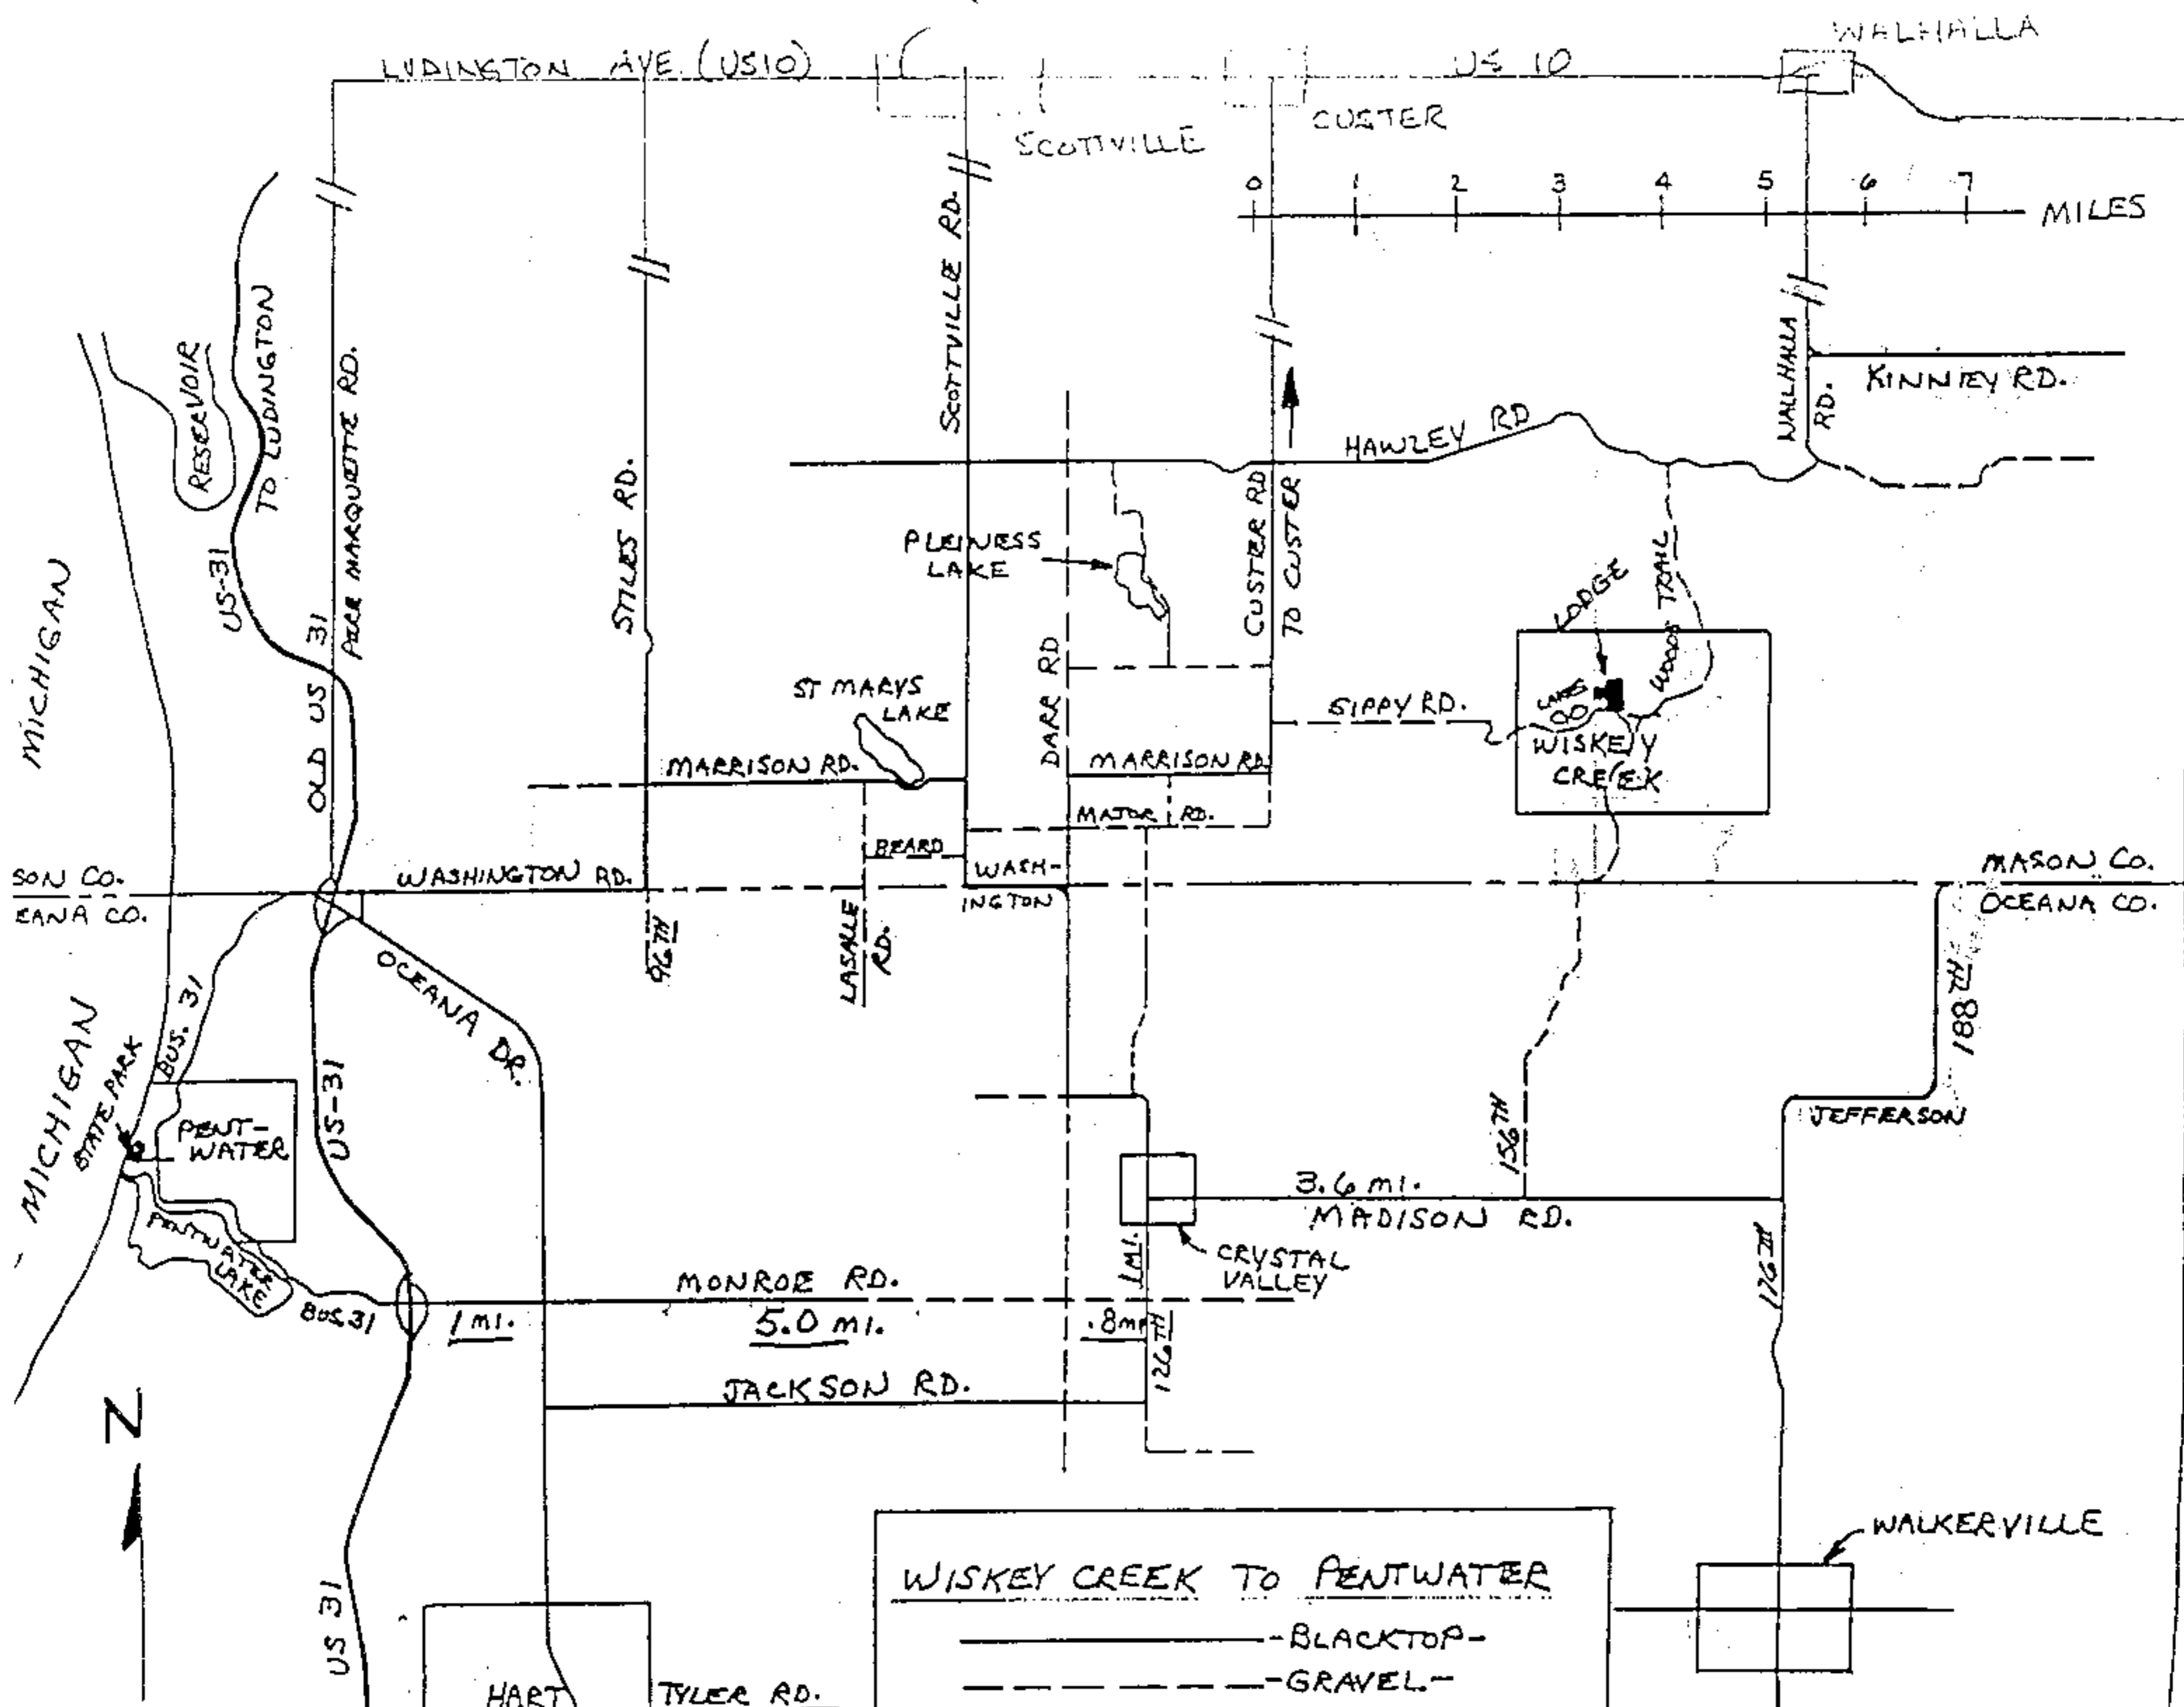 WALHALLA
LUDINGTON AVE. (US10)
US 10
SCOTTVILLE
CUSTER
0 1 2 3 4 5 6 7
MILES
SCOTTVILLE RD.
TO LUDINGTON
RESERVOIR
PERE MARQUETTE RD.
WALHALLA
RD.
KINNEY RD.
HAWLEY RD
STILES RD.
CUSTER RD
TO CUSTER
PLEINESS
LAKE
US-31
MICHIGAN
LODGE
WOODS TRAIL
OLD US 31
DARR RD
ST MARYS
LAKE
SIPPY RD.
WISKEY
CREEK
MARRISON RD.
MARRISON RD.
MAJOR RD.
BEARD
WASHINGTON RD.
WASH-
INGTON
SON CO.
EANA CO.
MASON CO.
OCEANA CO.
96TH
LASALLE
RD.
OCEANA DR.
BUS. 31
US-31
188TH
MICHIGAN
STATE PARK
PENT-
WATER
JEFFERSON
156TH
3.6 MI.
MADISON RD.
PENTWATER
LAKE
CRYSTAL
VALLEY
1 MI.
176TH
MONROE RD.
BUS. 31
1 MI.
5.0 MI.
.8 MI
126TH
JACKSON RD.
N
WALKERVILLE
WISKEY CREEK TO PENTWATER
-BLACKTOP-
-GRAVEL-
US 31
HART
TYLER RD.